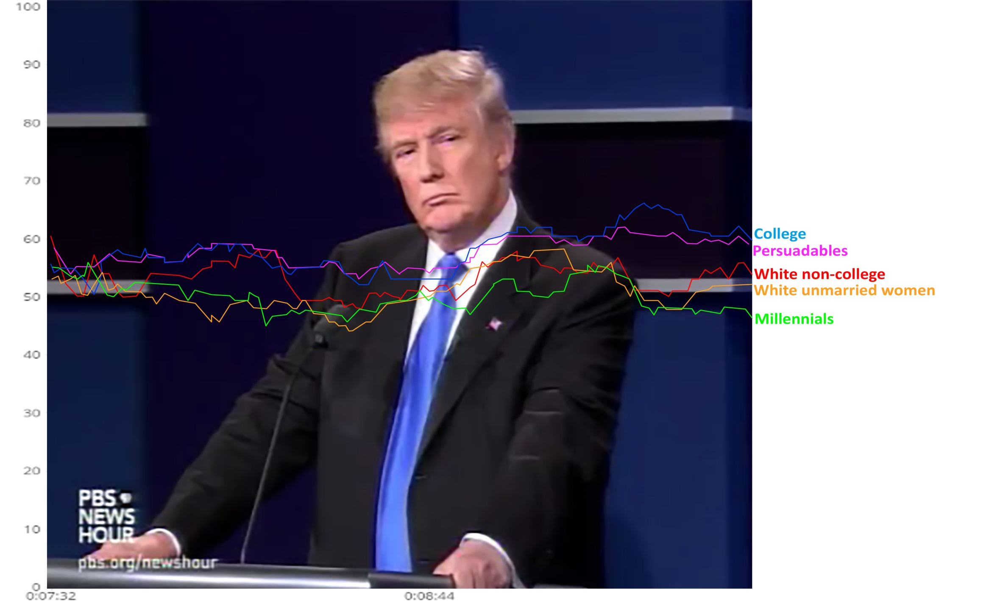 100
90
80
70
60
50
40
30
20
10
0
College
Persuadables
White non-college
White unmarried women
Millennials
PBS
NEWS
HOUR
pbs.org/newshour
0:07:32
0:08:44